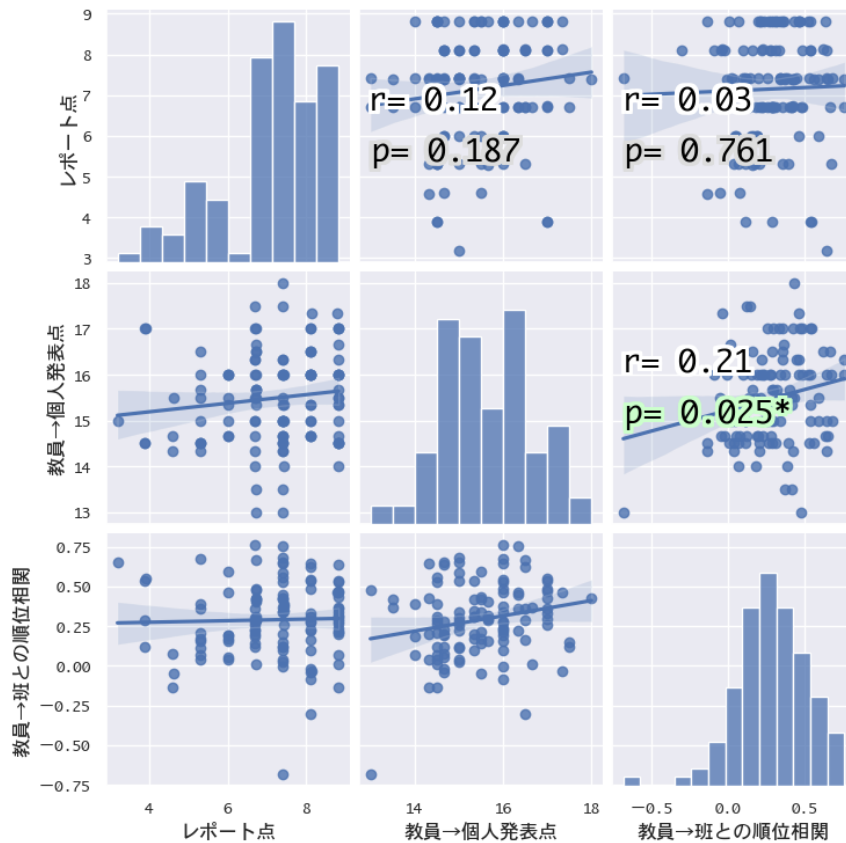 9
8
7
6
5
4
3
レポート点
r= 0.12
p= 0.187
r= 0.03
p= 0.761
18
17
16
15
14
13
教員→個人発表点
r= 0.21
p= 0.025*
0.75
0.50
0.25
0.00
−0.25
−0.50
−0.75
教員→班との順位相関
4 6 8
14 16 18
−0.5 0.0 0.5
レポート点
教員→個人発表点
教員→班との順位相関